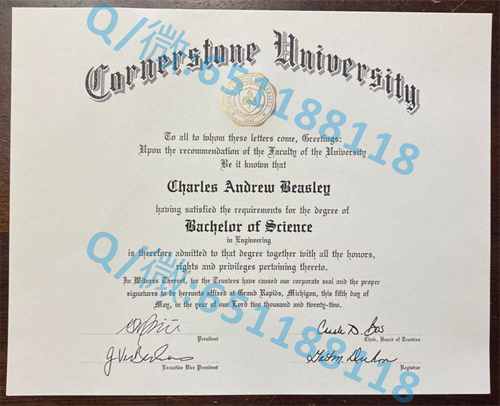 Cornerstone University
To all to whom these letters come, Greetings:
Upon the recommendation of the Faculty of the University
Be it known that
Charles Andrew Beasley
having satisfied the requirements for the degree of
Bachelor of Science
in Engineering
is therefore admitted to that degree together with all the honors,
rights and privileges pertaining thereto.
In Witness Thereof, we the Trustees have caused our corporate seal and the proper
signatures to be hereunto affixed at Grand Rapids, Michigan, this fifth day of
May, in the year of our Lord two thousand and twenty-two.
President
Chair, Board of Trustees
Executive Vice President
Registrar
Q/微:651188118
Q/微:651188118